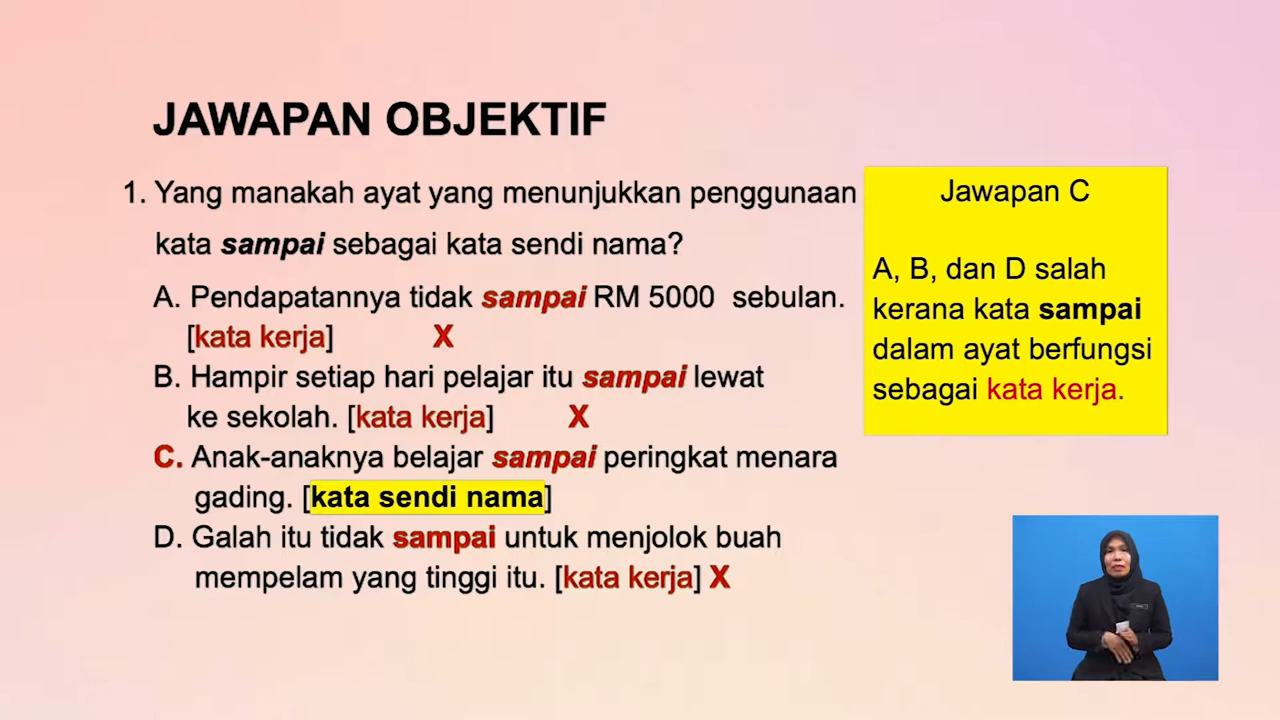 JAWAPAN OBJEKTIF
1. Yang manakah ayat yang menunjukkan penggunaan
kata sampai sebagai kata sendi nama?
A. Pendapatannya tidak sampai RM 5000 sebulan.
[kata kerja] X
B. Hampir setiap hari pelajar itu sampai lewat
ke sekolah. [kata kerja] X
C. Anak-anaknya belajar sampai peringkat menara
gading. [kata sendi nama]
D. Galah itu tidak sampai untuk menjolok buah
mempelam yang tinggi itu. [kata kerja] X
Jawapan C
A, B, dan D salah
kerana kata sampai
dalam ayat berfungsi
sebagai kata kerja.